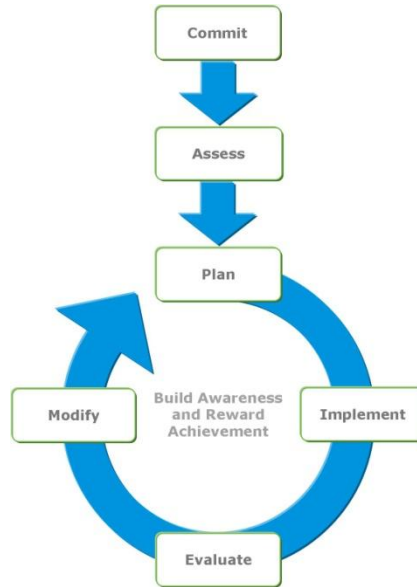 Commit
Assess
Plan
Build Awareness
and Reward
Achievement
Modify
Implement
Evaluate